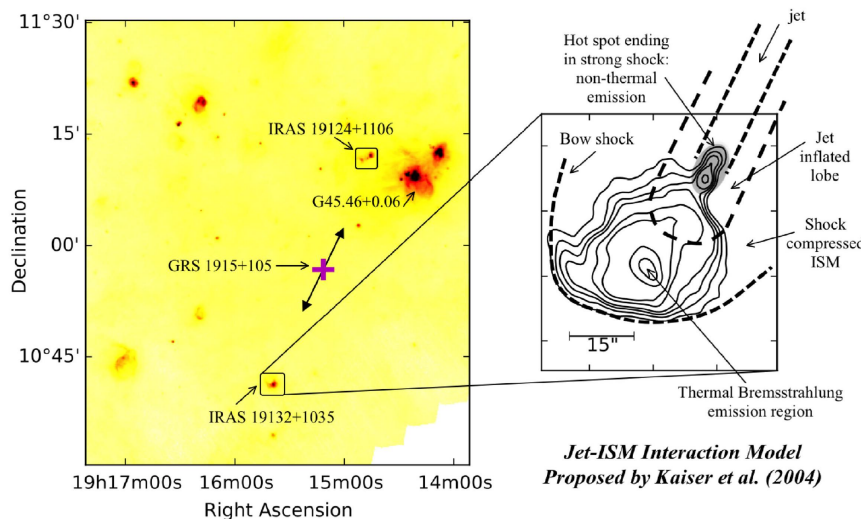 11°30'
15'
00'
10°45'
Declination
19h17m00s
16m00s
15m00s
14m00s
Right Ascension
IRAS 19124+1106
G45.46+0.06
GRS 1915+105
IRAS 19132+1035
jet
Hot spot ending
in strong shock:
non-thermal
emission
Bow shock
Jet
inflated
lobe
Shock
compressed
ISM
15"
Thermal Bremsstrahlung
emission region
Jet-ISM Interaction Model
Proposed by Kaiser et al. (2004)